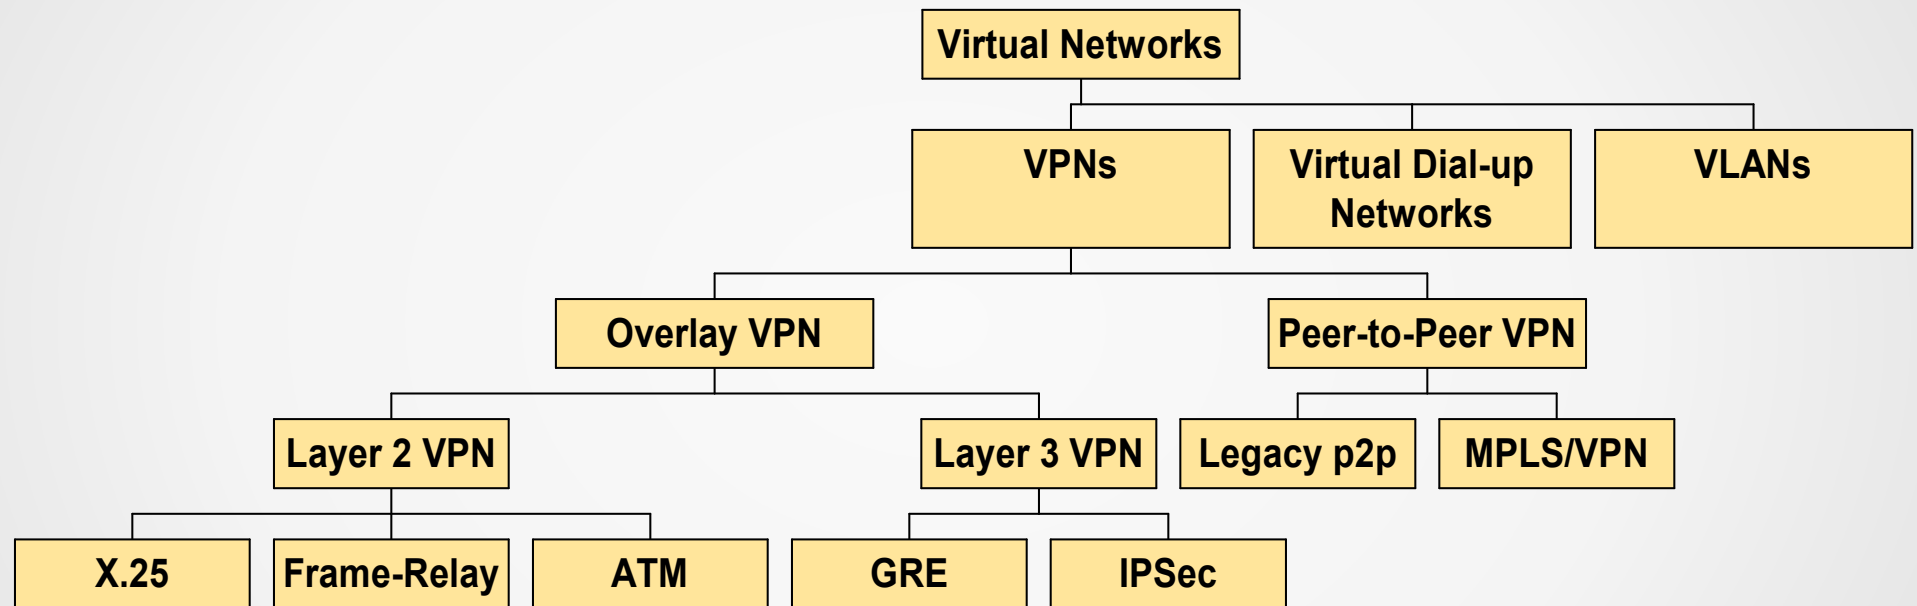 Virtual Networks
VPNs
Virtual Dial-up
Networks
VLANs
Overlay VPN
Peer-to-Peer VPN
Layer 2 VPN
Layer 3 VPN
Legacy p2p
MPLS/VPN
X.25
Frame-Relay
ATM
GRE
IPSec